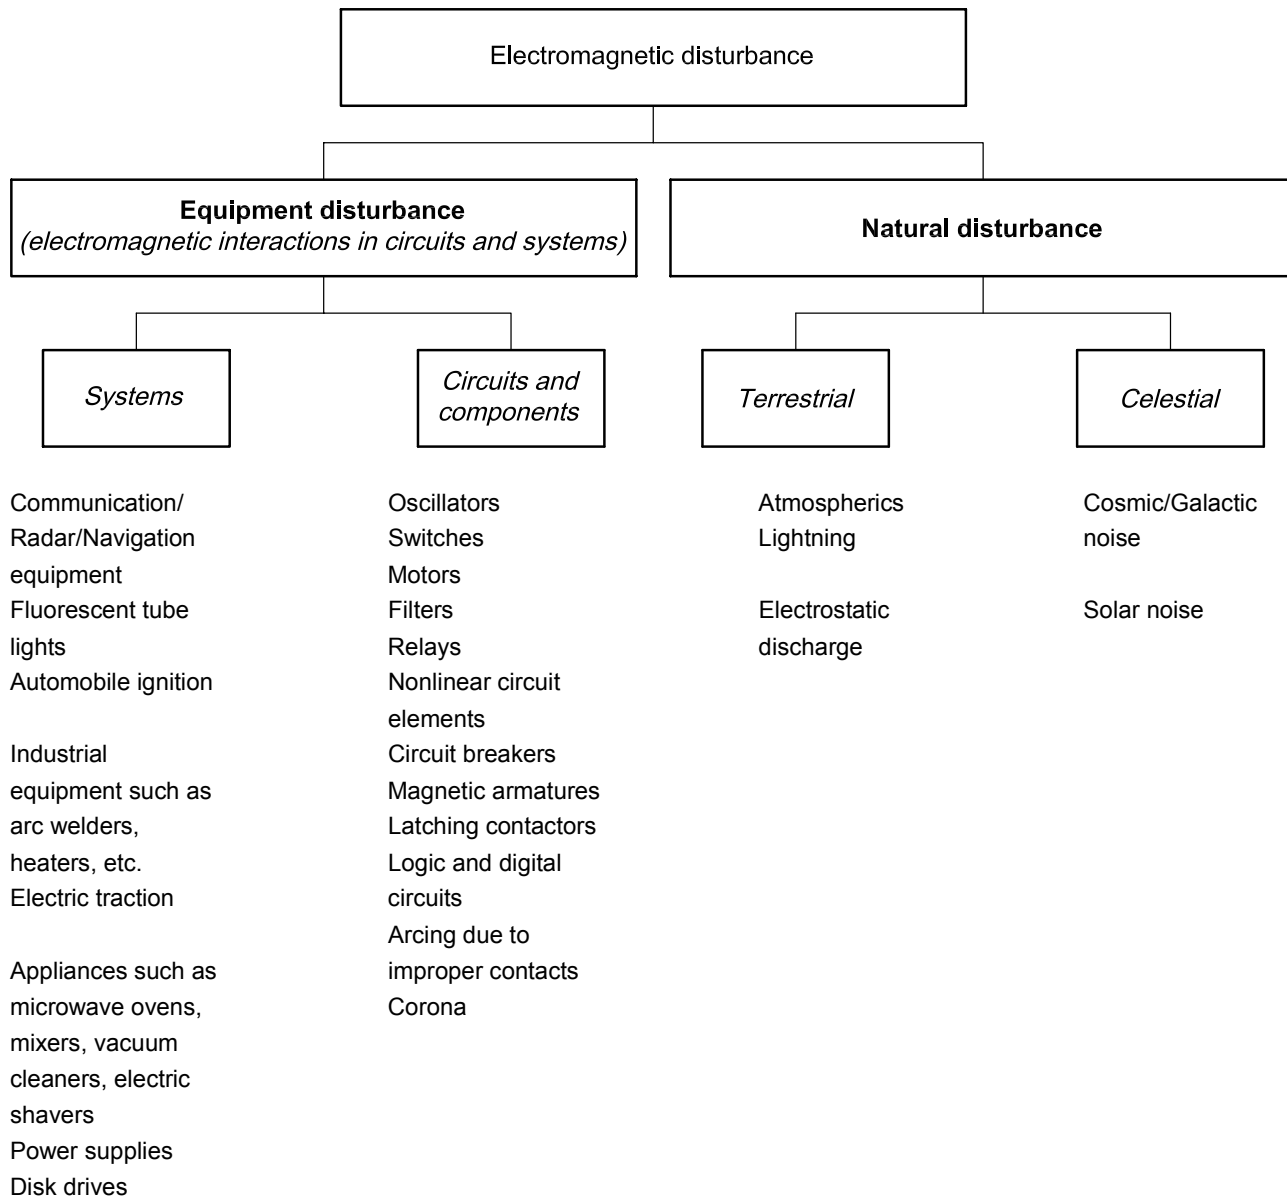 Electromagnetic disturbance
Equipment disturbance
(electromagnetic interactions in circuits and systems)
Natural disturbance
Systems
Circuits and
components
Terrestrial
Celestial
Communication/
Radar/Navigation
equipment
Fluorescent tube
lights
Automobile ignition
Industrial
equipment such as
arc welders,
heaters, etc.
Electric traction
Appliances such as
microwave ovens,
mixers, vacuum
cleaners, electric
shavers
Power supplies
Disk drives
Oscillators
Switches
Motors
Filters
Relays
Nonlinear circuit
elements
Circuit breakers
Magnetic armatures
Latching contactors
Logic and digital
circuits
Arcing due to
improper contacts
Corona
Atmospherics
Lightning
Electrostatic
discharge
Cosmic/Galactic
noise
Solar noise